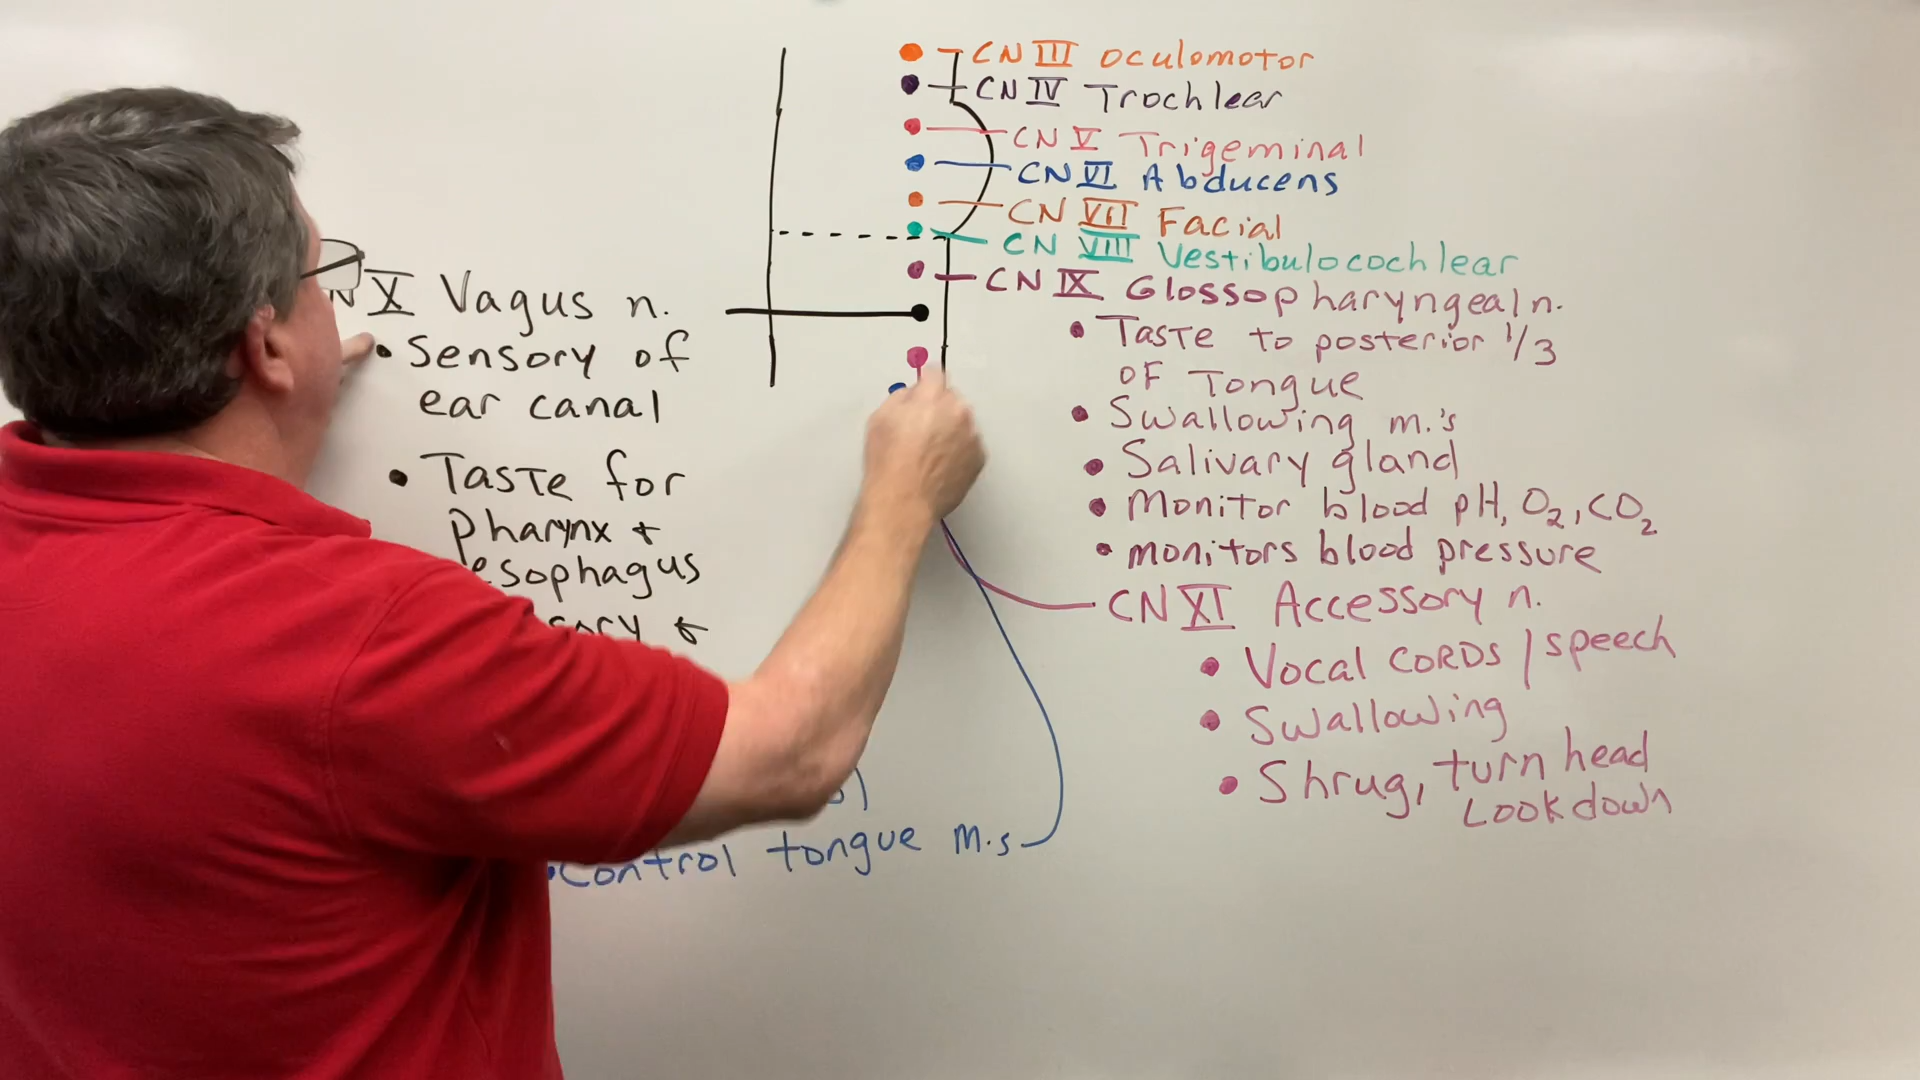 CN III oculomotor
CN IV Trochlear
CN V Trigeminal
CN VI Abducens
CN VII Facial
CN VIII Vestibulocochlear
CN IX Glossopharyngeal n.
• Taste to posterior 1/3
of Tongue
• Swallowing m.'s
• Salivary gland
• Monitor blood pH, O2, CO2
• monitors blood pressure
CN XI Accessory n.
• Vocal CORDS / speech
• Swallowing
• Shrug, turn head
Look down
N X Vagus n.
• Sensory of
ear canal
• Taste for
pharynx +
esophagus
+
• Control tongue m.s